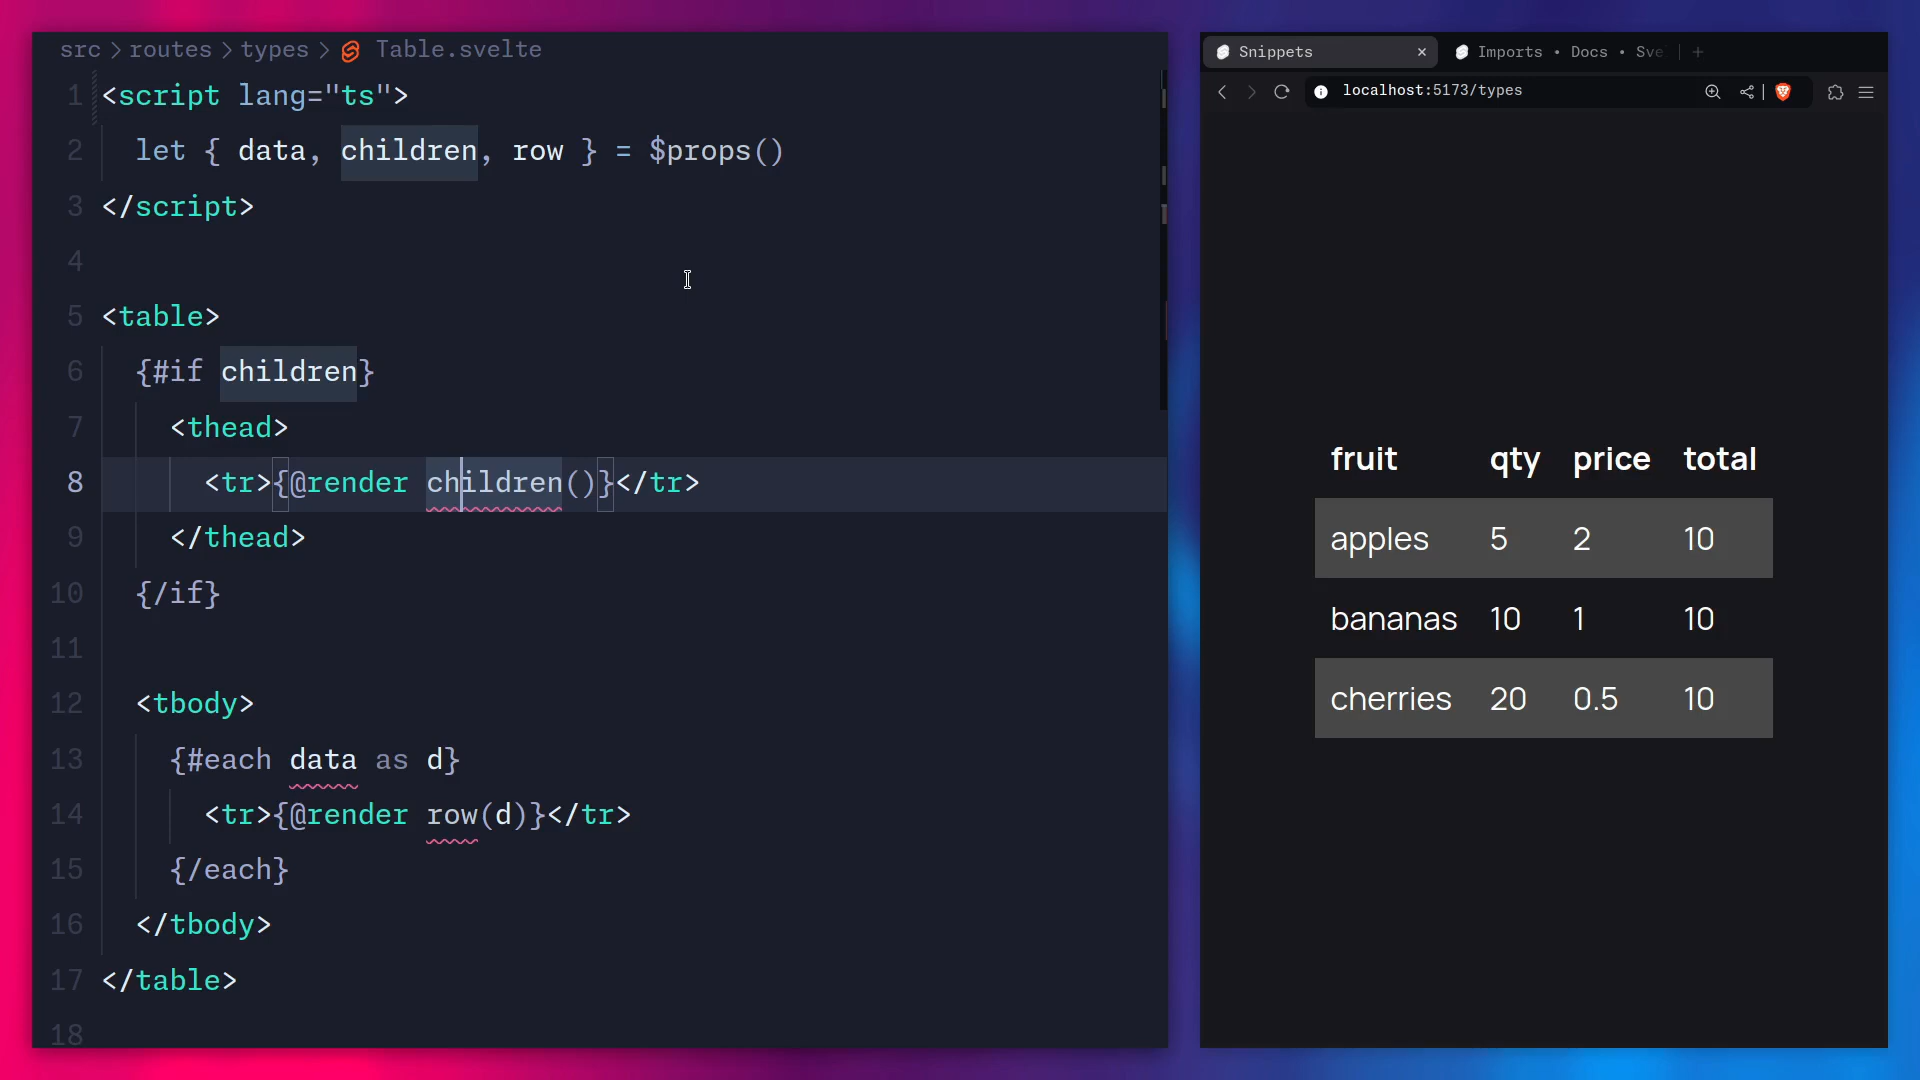 src > routes > types > Table.svelte
1 <script lang="ts">
2 let { data, children, row } = $props()
3 </script>
4
5 <table>
6 {#if children}
7 <thead>
8 <tr>{@render children()}</tr>
9 </thead>
10 {/if}
11
12 <tbody>
13 {#each data as d}
14 <tr>{@render row(d)}</tr>
15 {/each}
16 </tbody>
17 </table>
18
Snippets
Imports • Docs • Sve
localhost:5173/types
fruit qty price total
apples 5 2 10
bananas 10 1 10
cherries 20 0.5 10